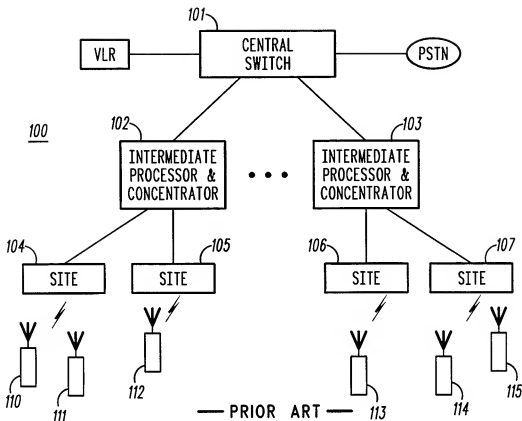 101
VLR
CENTRAL
SWITCH
PSTN
100
102
103
INTERMEDIATE
PROCESSOR &
CONCENTRATOR
INTERMEDIATE
PROCESSOR &
CONCENTRATOR
104
105
106
107
SITE
SITE
SITE
SITE
110
111
112
113
114
115
PRIOR ART